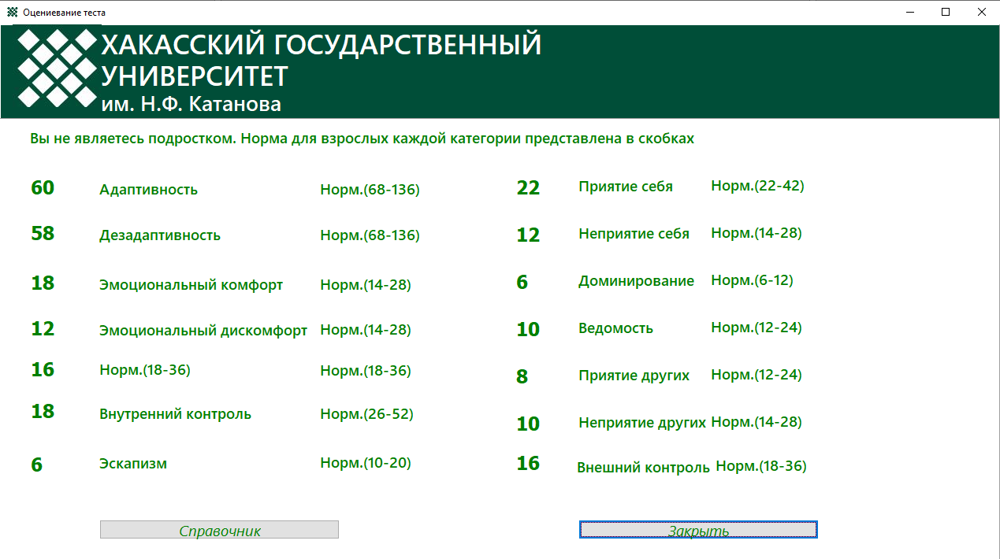 Оцениевание теста
ХАКАССКИЙ ГОСУДАРСТВЕННЫЙ
УНИВЕРСИТЕТ
им. Н.Ф. Катанова
Вы не являетесь подростком. Норма для взрослых каждой категории представлена в скобках
60 Адаптивность Норм.(68-136)
58 Дезадаптивность Норм.(68-136)
18 Эмоциональный комфорт Норм.(14-28)
12 Эмоциональный дискомфорт Норм.(14-28)
16 Норм.(18-36) Норм.(18-36)
18 Внутренний контроль Норм.(26-52)
6 Эскапизм Норм.(10-20)
22 Приятие себя Норм.(22-42)
12 Неприятие себя Норм.(14-28)
6 Доминирование Норм.(6-12)
10 Ведомость Норм.(12-24)
8 Приятие других Норм.(12-24)
10 Неприятие других Норм.(14-28)
16 Внешний контроль Норм.(18-36)
Справочник
Закрыть